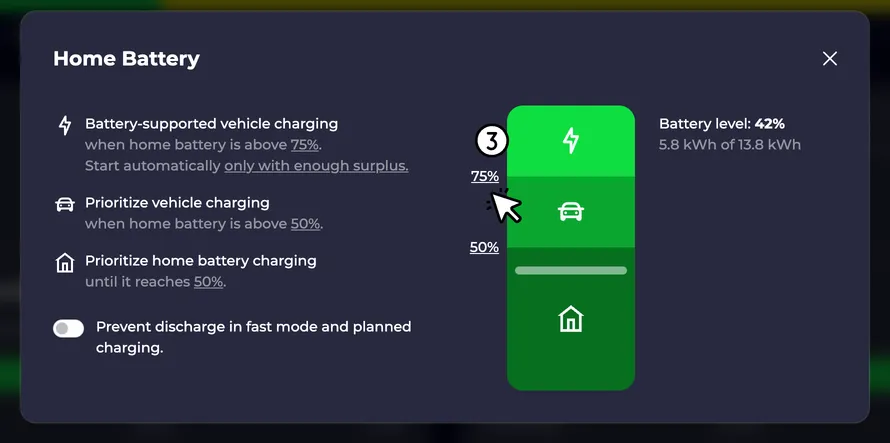 Home Battery
Battery-supported vehicle charging
when home battery is above 75%.
Start automatically only with enough surplus.
Prioritize vehicle charging
when home battery is above 50%.
Prioritize home battery charging
until it reaches 50%.
Prevent discharge in fast mode and planned
charging.
3
75%
50%
Battery level: 42%
5.8 kWh of 13.8 kWh